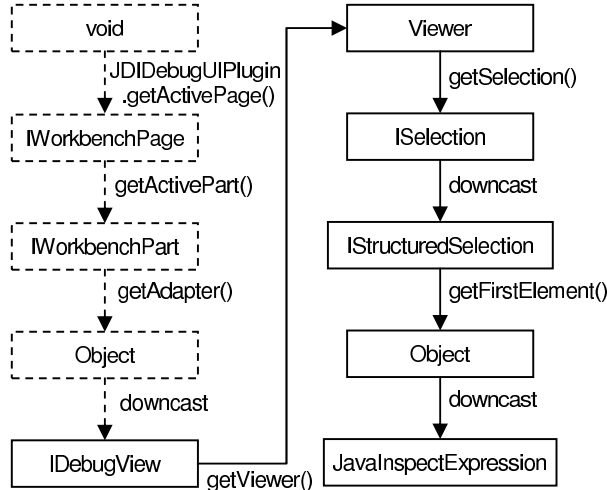 void
JDIDebugUIPlugin
.getActivePage()
IWorkbenchPage
getActivePart()
IWorkbenchPart
getAdapter()
Object
downcast
IDebugView
getViewer()
Viewer
getSelection()
ISelection
downcast
IStructuredSelection
getFirstElement()
Object
downcast
JavaInspectExpression